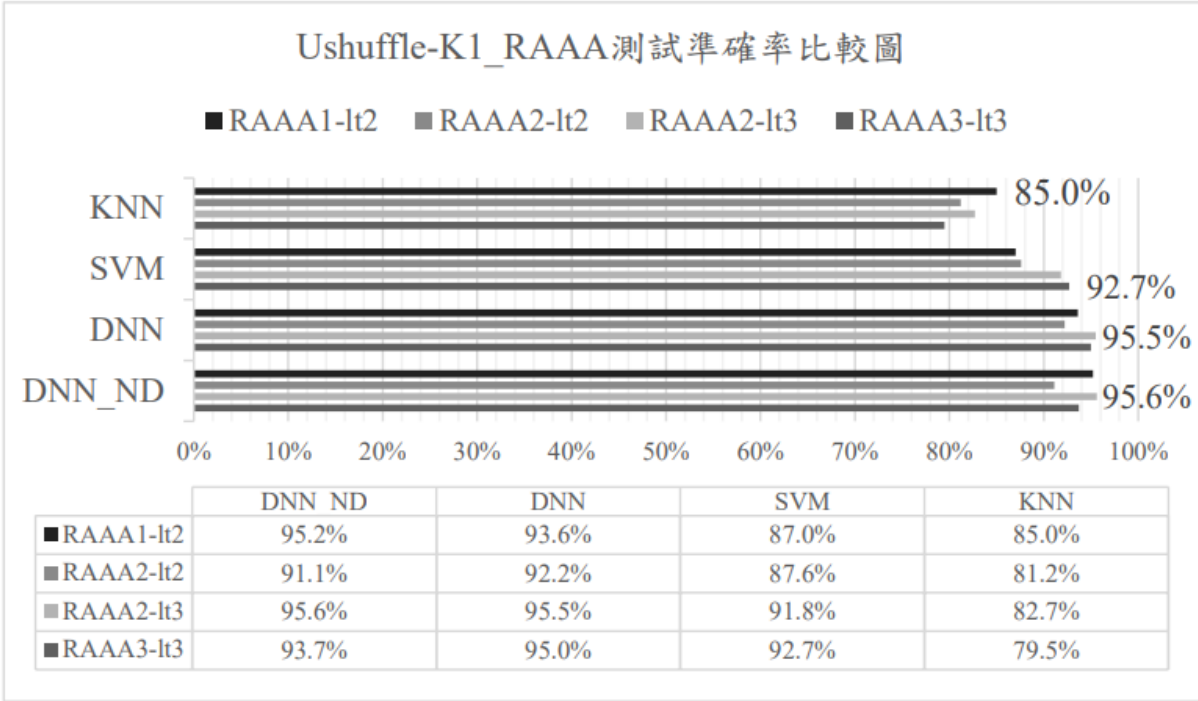 Ushuffle-K1_RAAA測試準確率比較圖
RAAA1-lt2 RAAA2-lt2 RAAA2-lt3 RAAA3-lt3
KNN 85.0%
SVM 92.7%
DNN 95.5%
DNN_ND 95.6%
0% 10% 20% 30% 40% 50% 60% 70% 80% 90% 100%
DNN_ND DNN SVM KNN
RAAA1-lt2 95.2% 93.6% 87.0% 85.0%
RAAA2-lt2 91.1% 92.2% 87.6% 81.2%
RAAA2-lt3 95.6% 95.5% 91.8% 82.7%
RAAA3-lt3 93.7% 95.0% 92.7% 79.5%